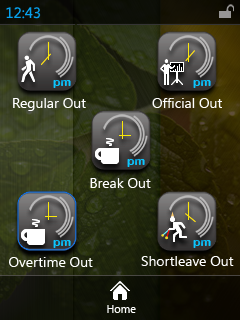 12:43
pm
pm
Regular Out
Official Out
pm
Break Out
pm
pm
Overtime Out
Shortleave Out
Home